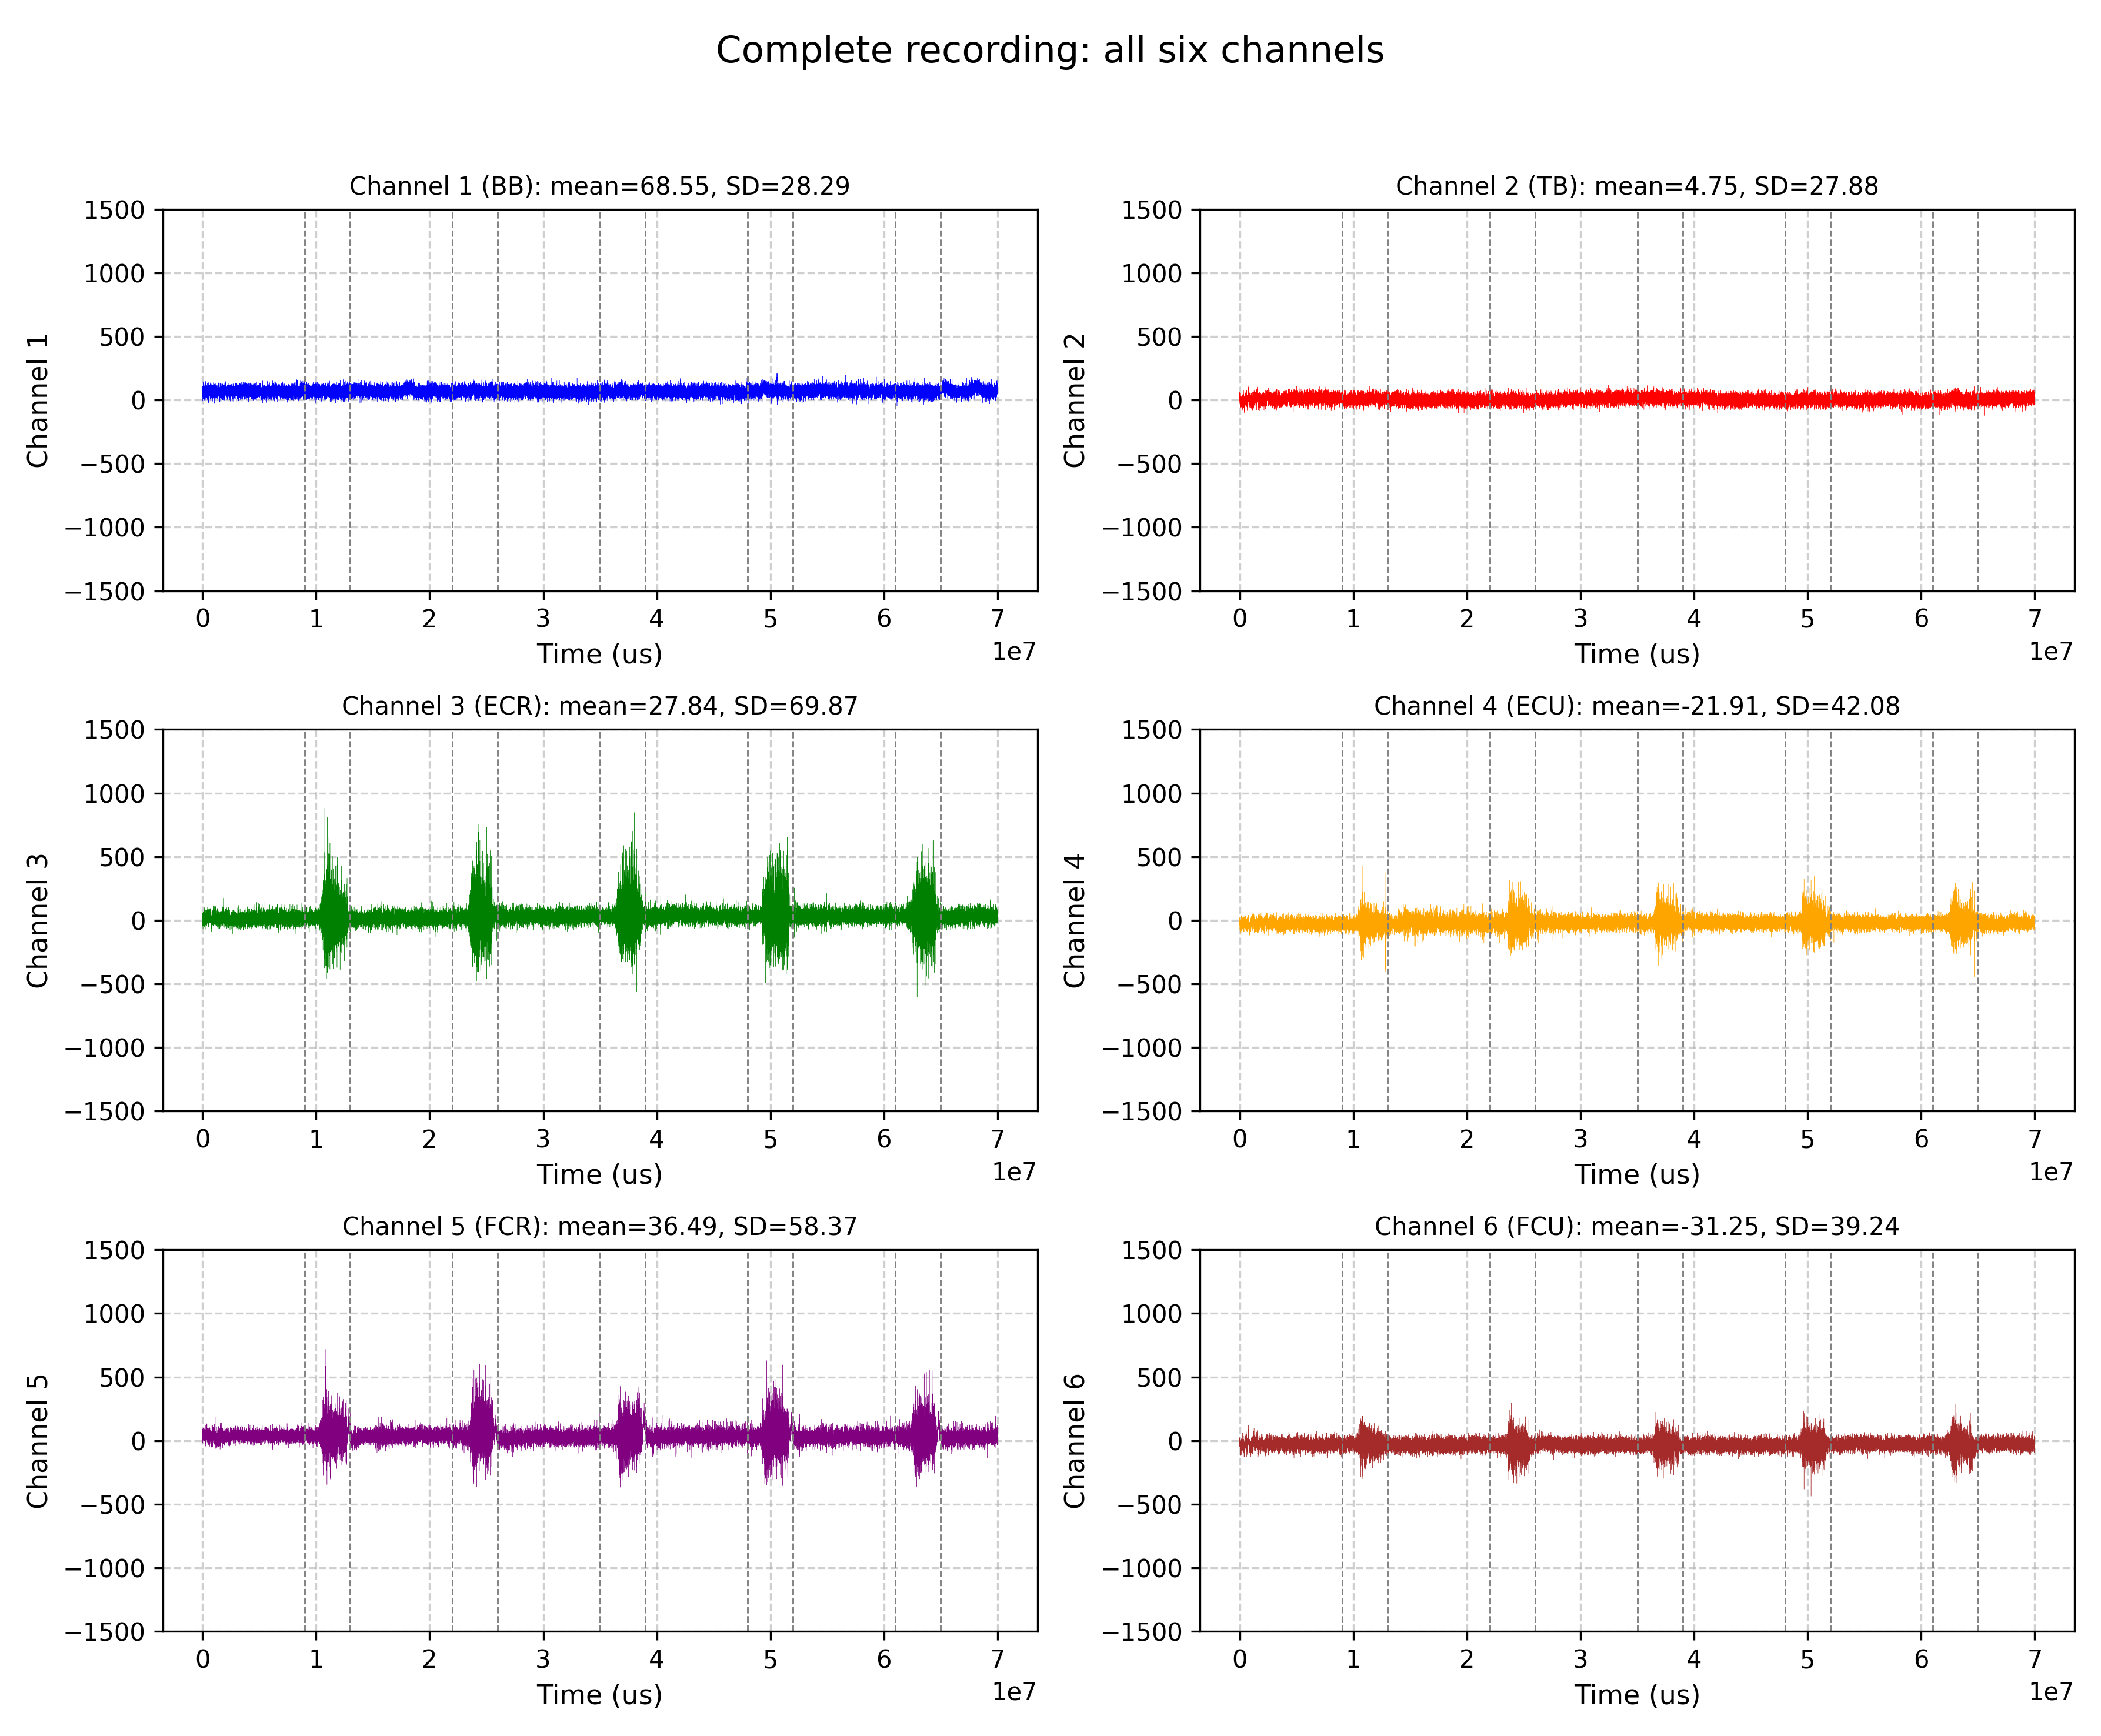 Complete recording: all six channels
Channel 1 (BB): mean=68.55, SD=28.29
1500
1000
500
0
−500
−1000
−1500
Channel 1
0 1 2 3 4 5 6 7
Time (us)
1e7
Channel 2 (TB): mean=4.75, SD=27.88
1500
1000
500
0
−500
−1000
−1500
Channel 2
0 1 2 3 4 5 6 7
Time (us)
1e7
Channel 3 (ECR): mean=27.84, SD=69.87
1500
1000
500
0
−500
−1000
−1500
Channel 3
0 1 2 3 4 5 6 7
Time (us)
1e7
Channel 4 (ECU): mean=-21.91, SD=42.08
1500
1000
500
0
−500
−1000
−1500
Channel 4
0 1 2 3 4 5 6 7
Time (us)
1e7
Channel 5 (FCR): mean=36.49, SD=58.37
1500
1000
500
0
−500
−1000
−1500
Channel 5
0 1 2 3 4 5 6 7
Time (us)
1e7
Channel 6 (FCU): mean=-31.25, SD=39.24
1500
1000
500
0
−500
−1000
−1500
Channel 6
0 1 2 3 4 5 6 7
Time (us)
1e7